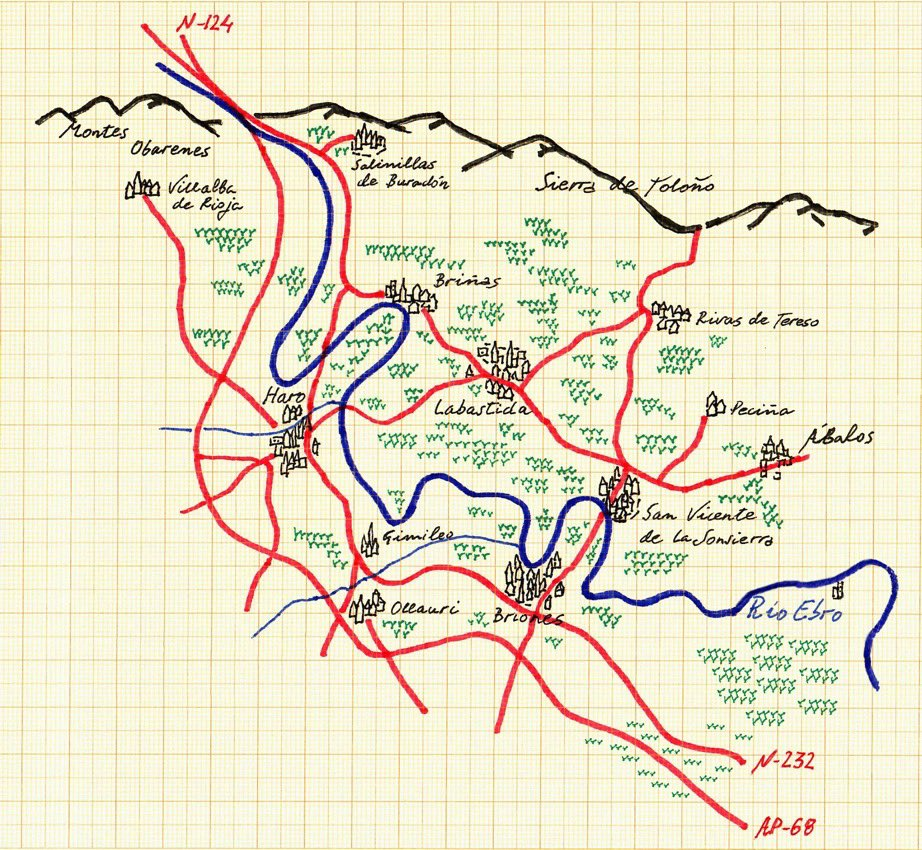 N-124
Montes
Obarenes
Salinillas
de Buradón
Villalba
de Rioja
Sierra de Toloño
Briñas
Rivas de Tereso
Haro
Labastida
Peciña
Ábalos
San Vicente
de La Sonsierra
Gimileo
Ollauri
Briones
Río Ebro
N-232
AP-68